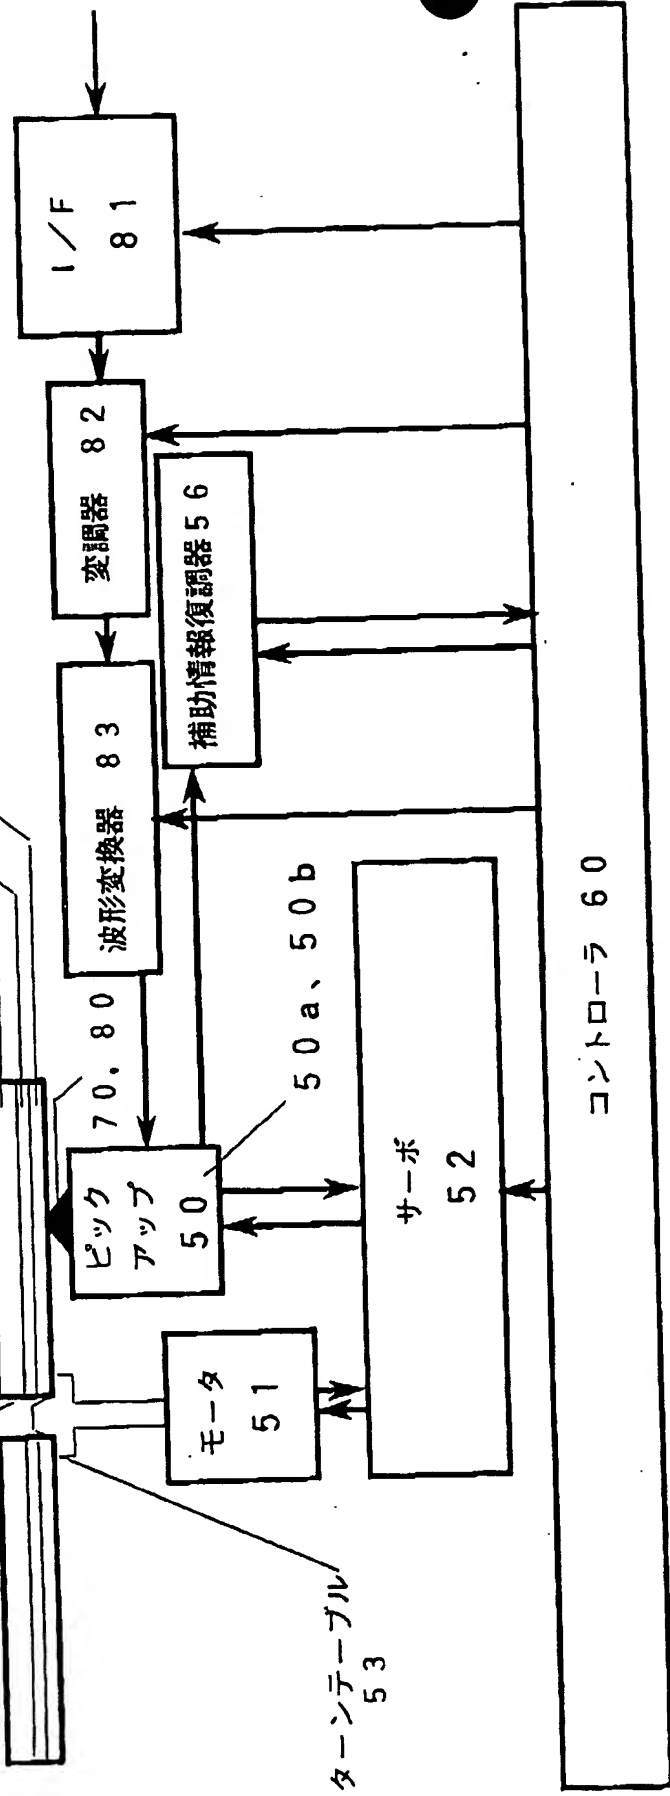 I/F
81
変調器 82
補助情報復調器56
波形変換器 83
70, 80
50a、50b
ピック
アップ
50
サーボ
52
モータ
51
ターンテーブル
53
コントローラ 60